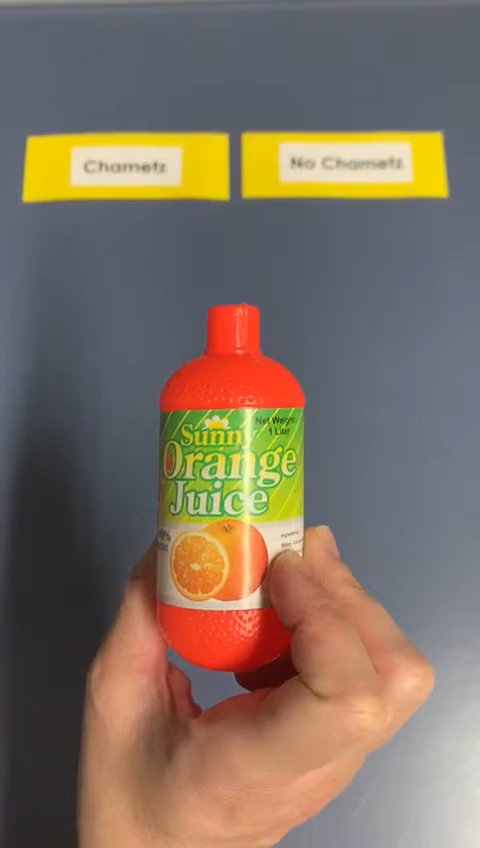 Chametz
No Chametz
Net Weight:
1 Liter
Sunny
Orange
Juice